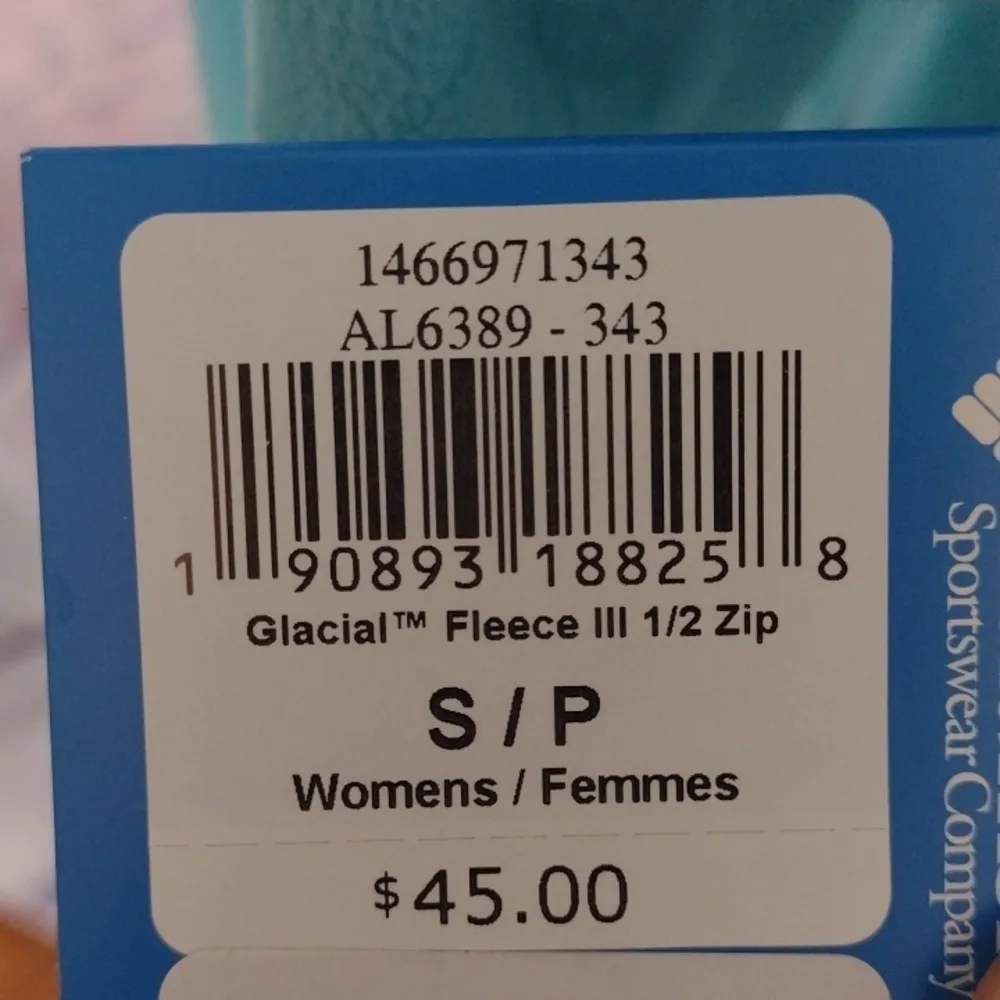 1466971343
AL6389 - 343
1 90893 18825 8
Glacial™ Fleece III 1/2 Zip
S / P
Womens / Femmes
$45.00
Sportswear Company